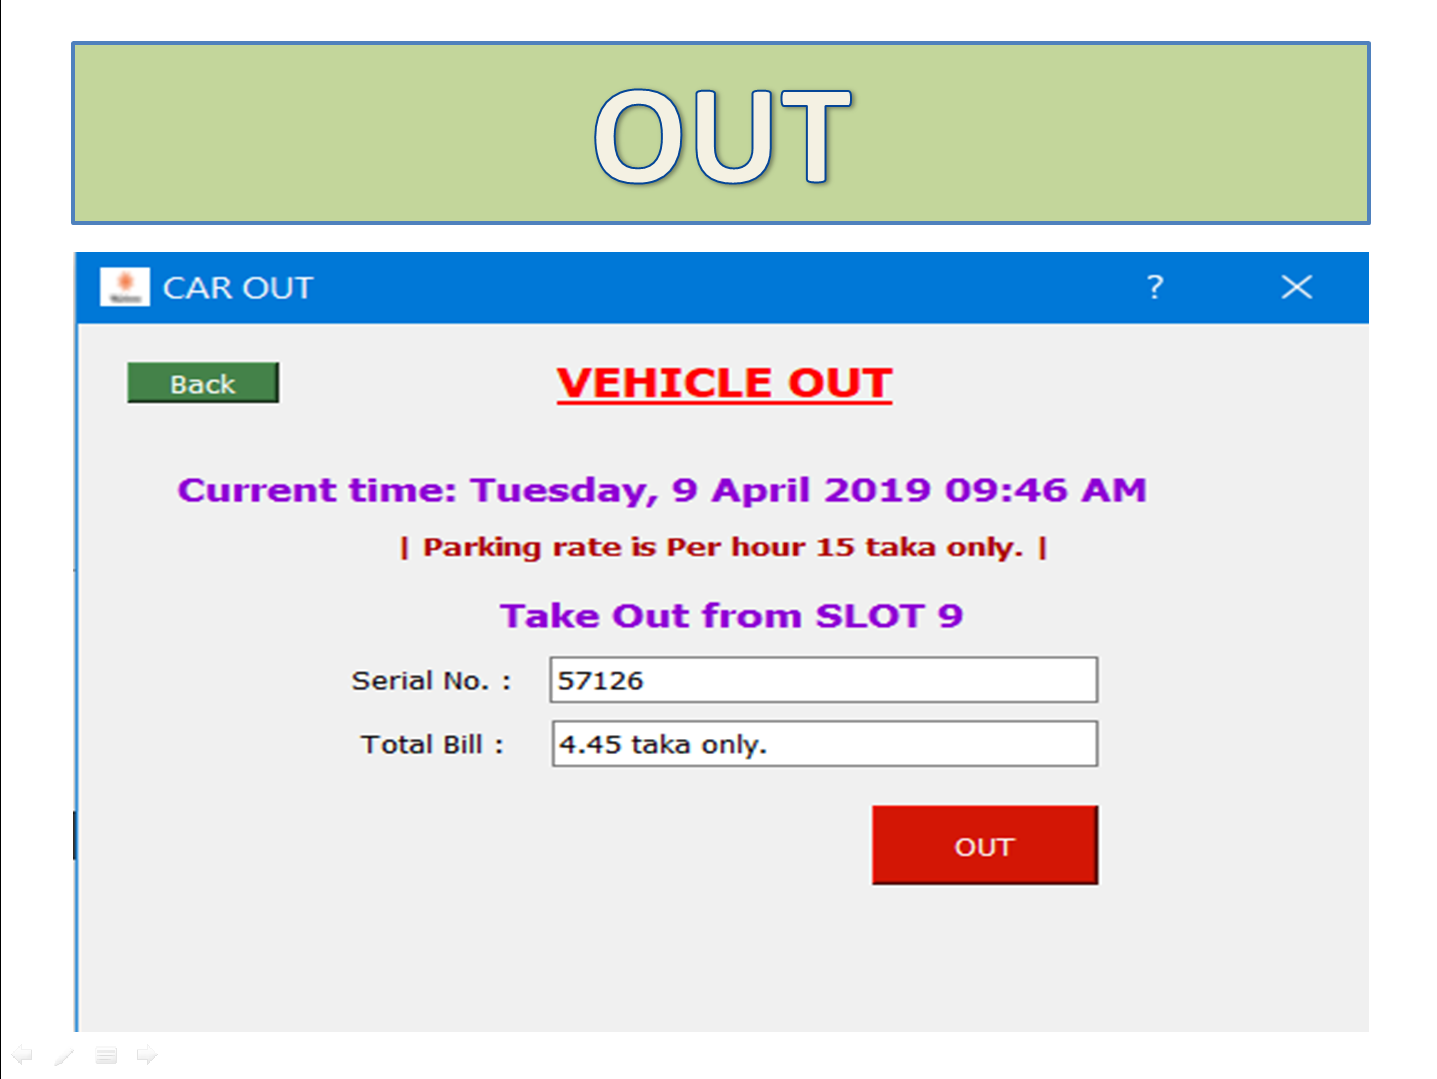 OUT
CAR OUT ?
Back
VEHICLE OUT
Current time: Tuesday, 9 April 2019 09:46 AM
| Parking rate is Per hour 15 taka only. |
Take Out from SLOT 9
Serial No. : 57126
Total Bill : 4.45 taka only.
OUT